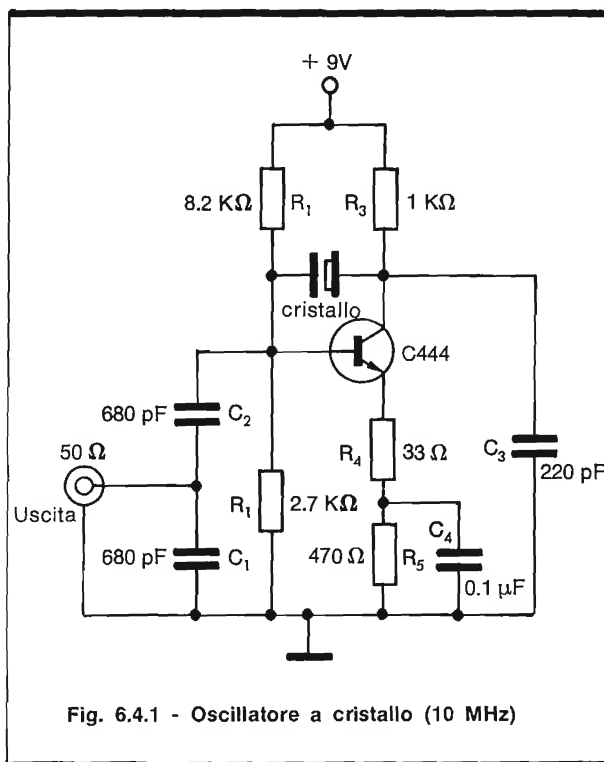 + 9V
8.2 KΩ
R1
R3
1 KΩ
cristallo
C444
680 pF
C2
50 Ω
Uscita
R4
33 Ω
C3
220 pF
R1
2.7 KΩ
680 pF
C1
470 Ω
R5
C4
0.1 µF
Fig. 6.4.1 - Oscillatore a cristallo (10 MHz)